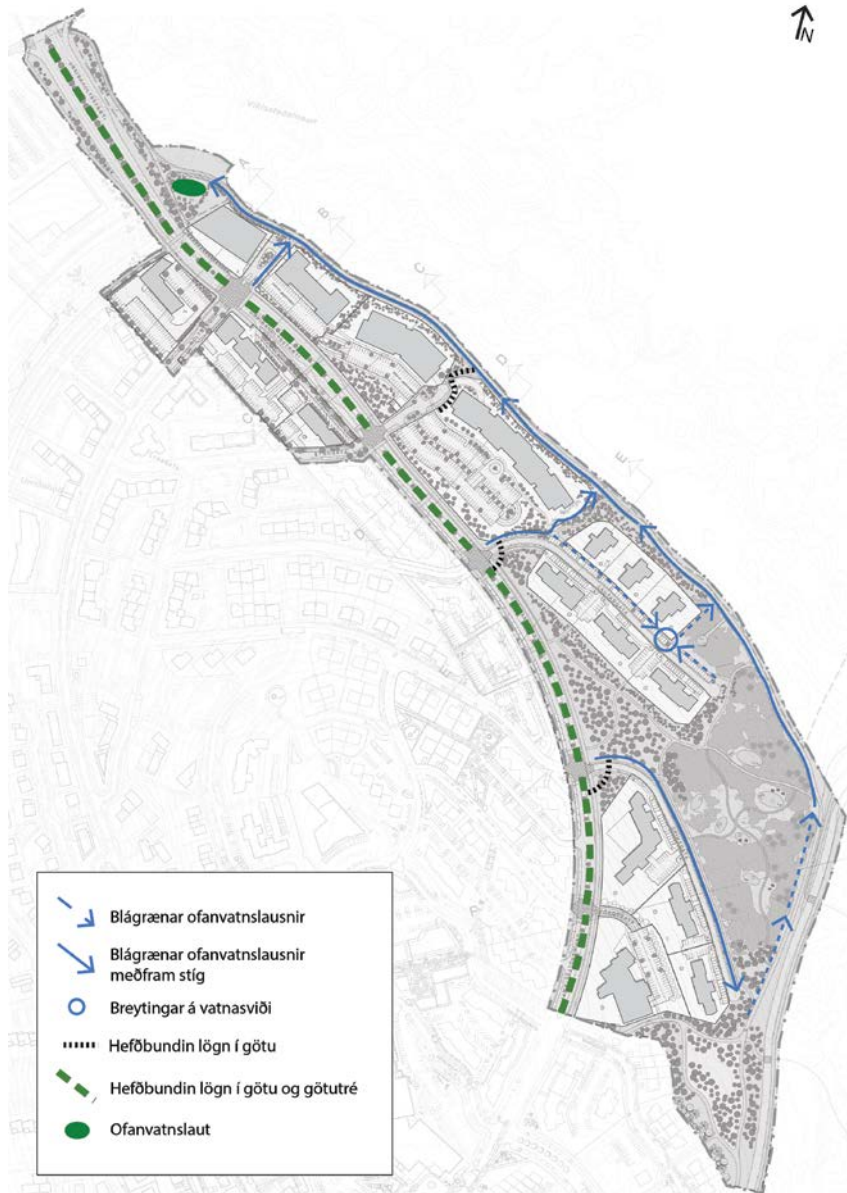 N
A
B
C
D
E
Blágrænar ofanvatnslausnir
Blágrænar ofanvatnslausnir
meðfram stíg
Breytingar á vatnasviði
Hefðbundin lögn í götu
Hefðbundin lögn í götu og götutré
Ofanvatnslaut